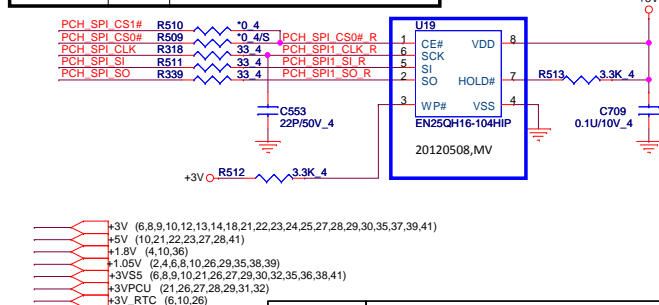 +3V
PCH_SPI_CS1# R510 *0_4
PCH_SPI_CS0# R509 *0_4/S PCH_SPI_CS0#_R
PCH_SPI_CLK R318 33_4 PCH_SPI1_CLK_R
PCH_SPI_SI R511 33_4 PCH_SPI1_SI_R
PCH_SPI_SO R339 33_4 PCH_SPI1_SO_R
U19
1 CE# VDD 8
6 SCK
5 SI
2 SO HOLD# 7
3 WP# VSS 4
EN25QH16-104HIP
20120508,MV
R513 3.3K_4
C553
22P/50V_4
C709
0.1U/10V_4
+3V R512 3.3K_4
+3V (6,8,9,10,12,13,14,18,21,22,23,24,25,27,28,29,30,35,37,39,41)
+5V (10,21,22,23,27,28,41)
+1.8V (4,10,36)
+1.05V (2,4,6,8,10,26,29,35,38,39)
+3VS5 (6,8,9,10,21,26,27,29,30,32,35,36,38,41)
+3VPCU (21,26,27,28,29,31,32)
+3V_RTC (6,10,26)